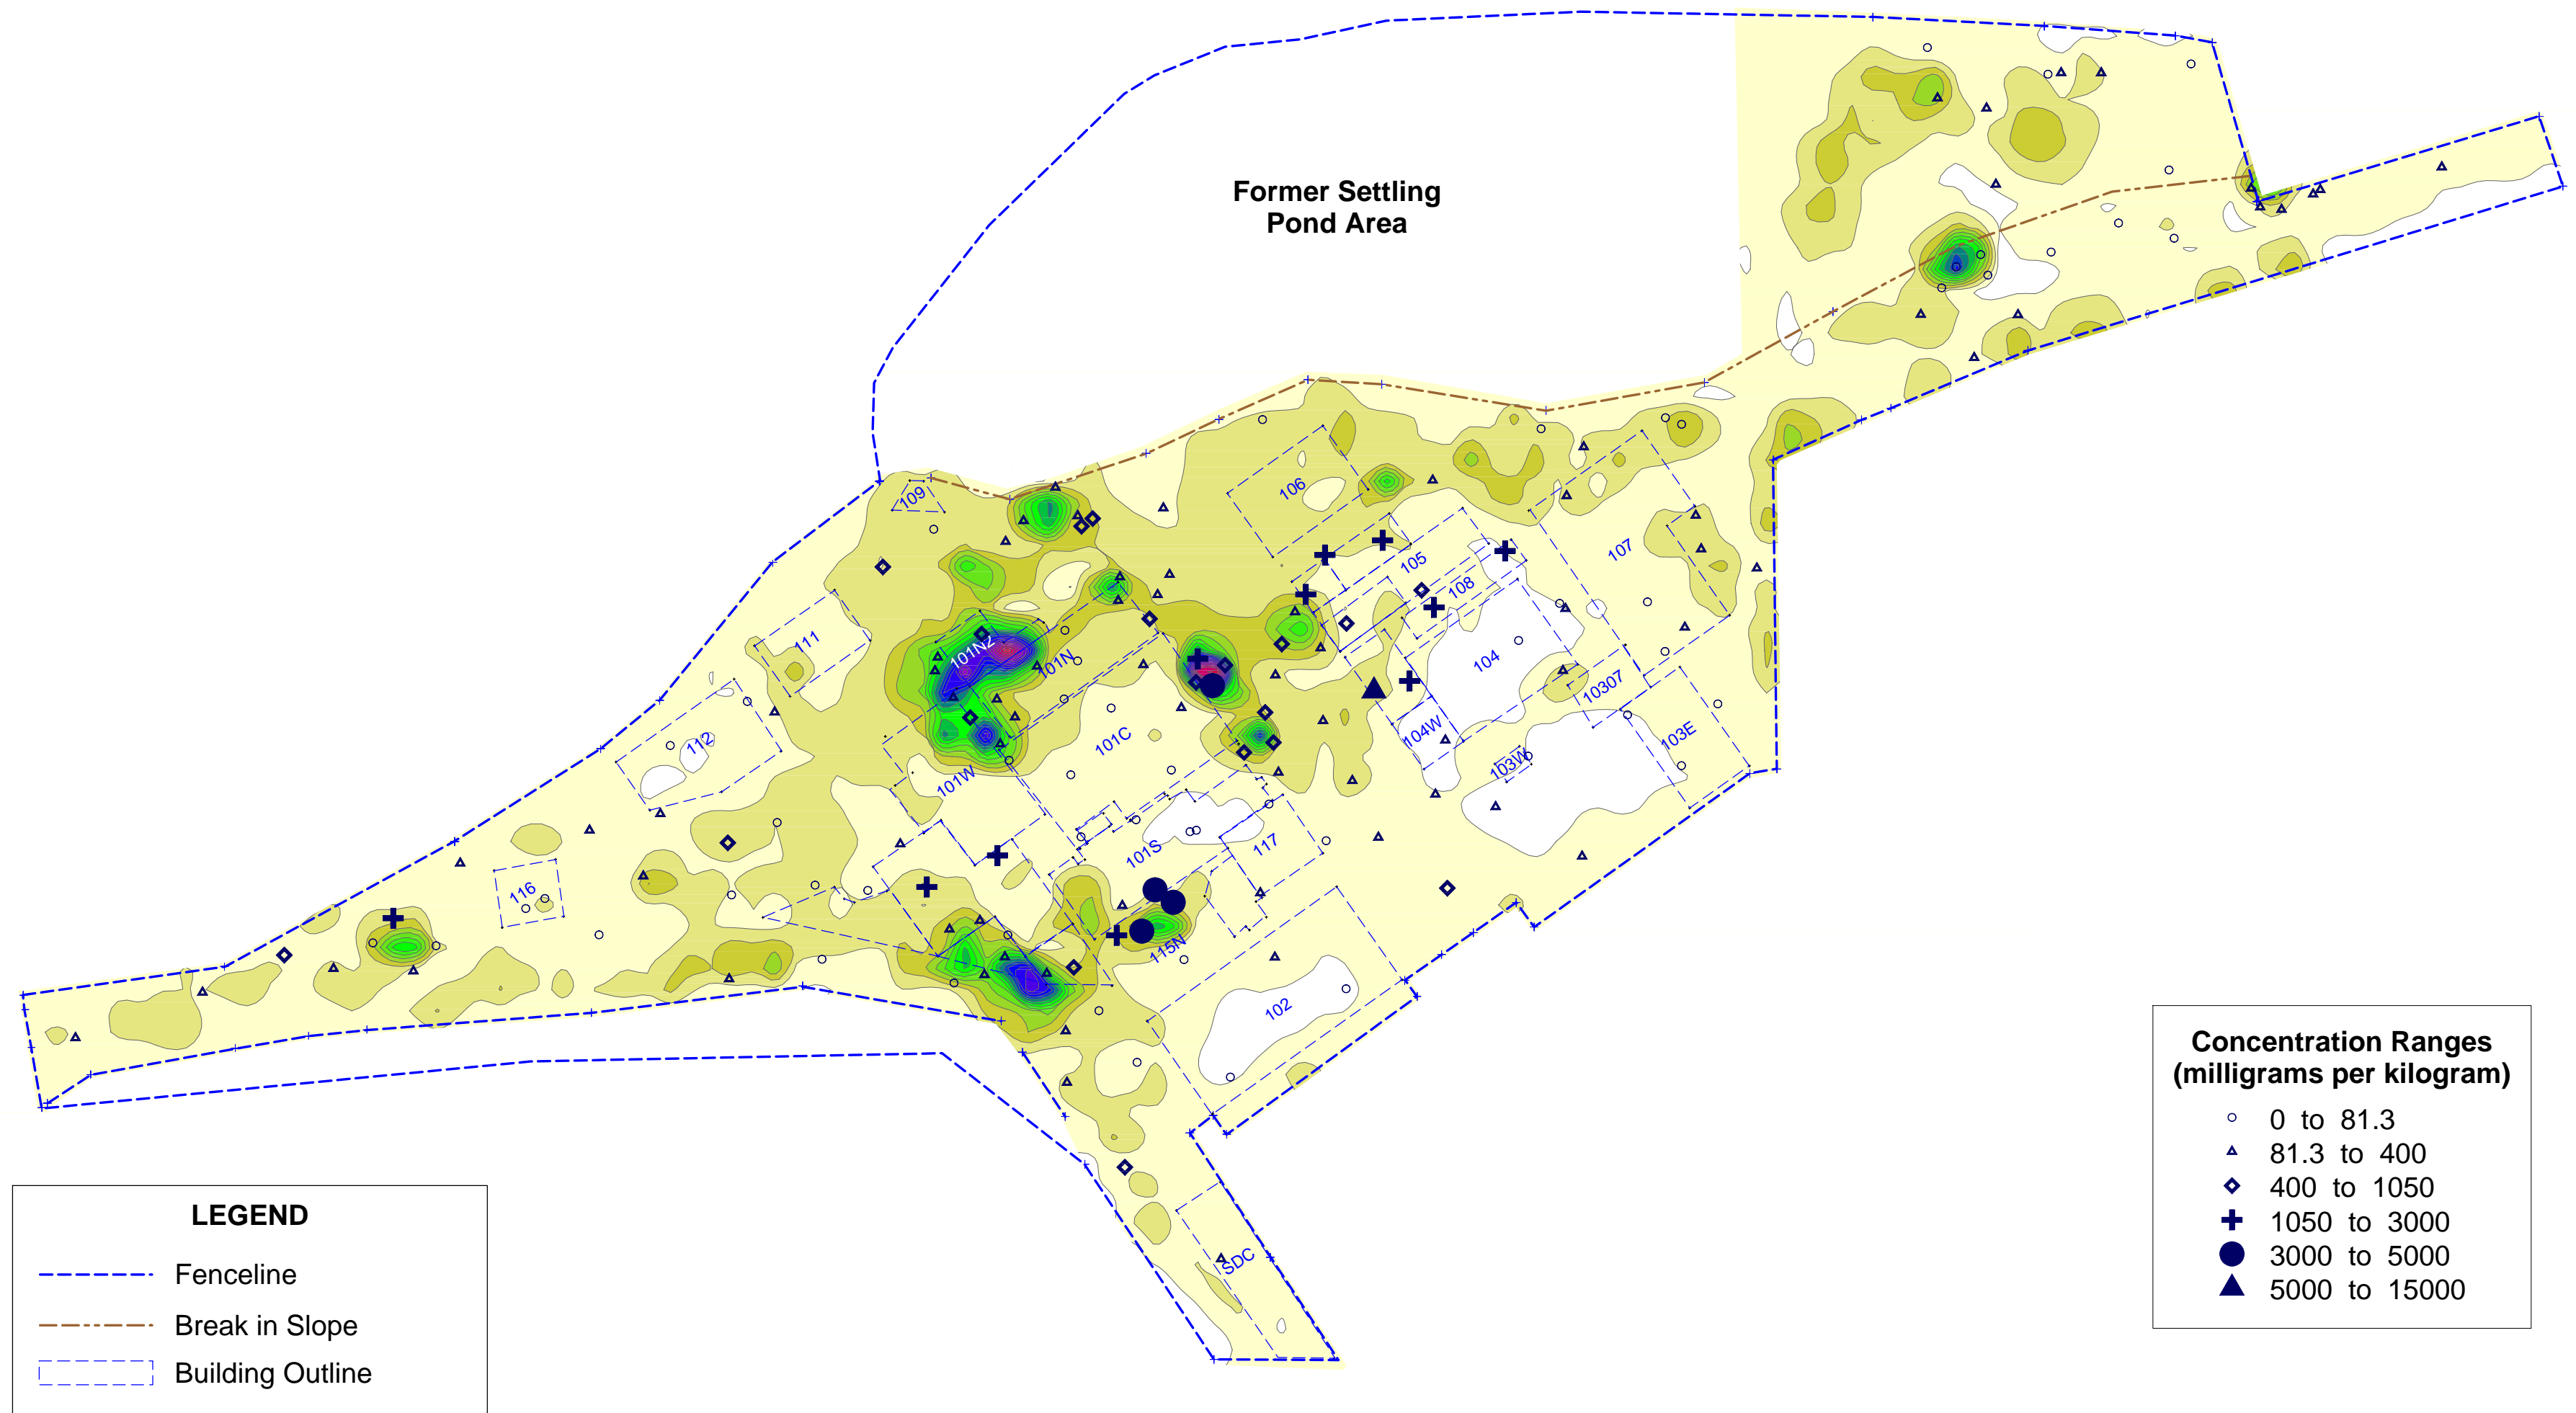 Former Settling
Pond Area
109
106
105
107
108
111
101N2
101N
104
10307
112
101C
104W
103E
103W
101W
101S
117
116
115N
102
SDC
LEGEND
Fenceline
Break in Slope
Building Outline
Concentration Ranges
(milligrams per kilogram)
0 to 81.3
81.3 to 400
400 to 1050
1050 to 3000
3000 to 5000
5000 to 15000